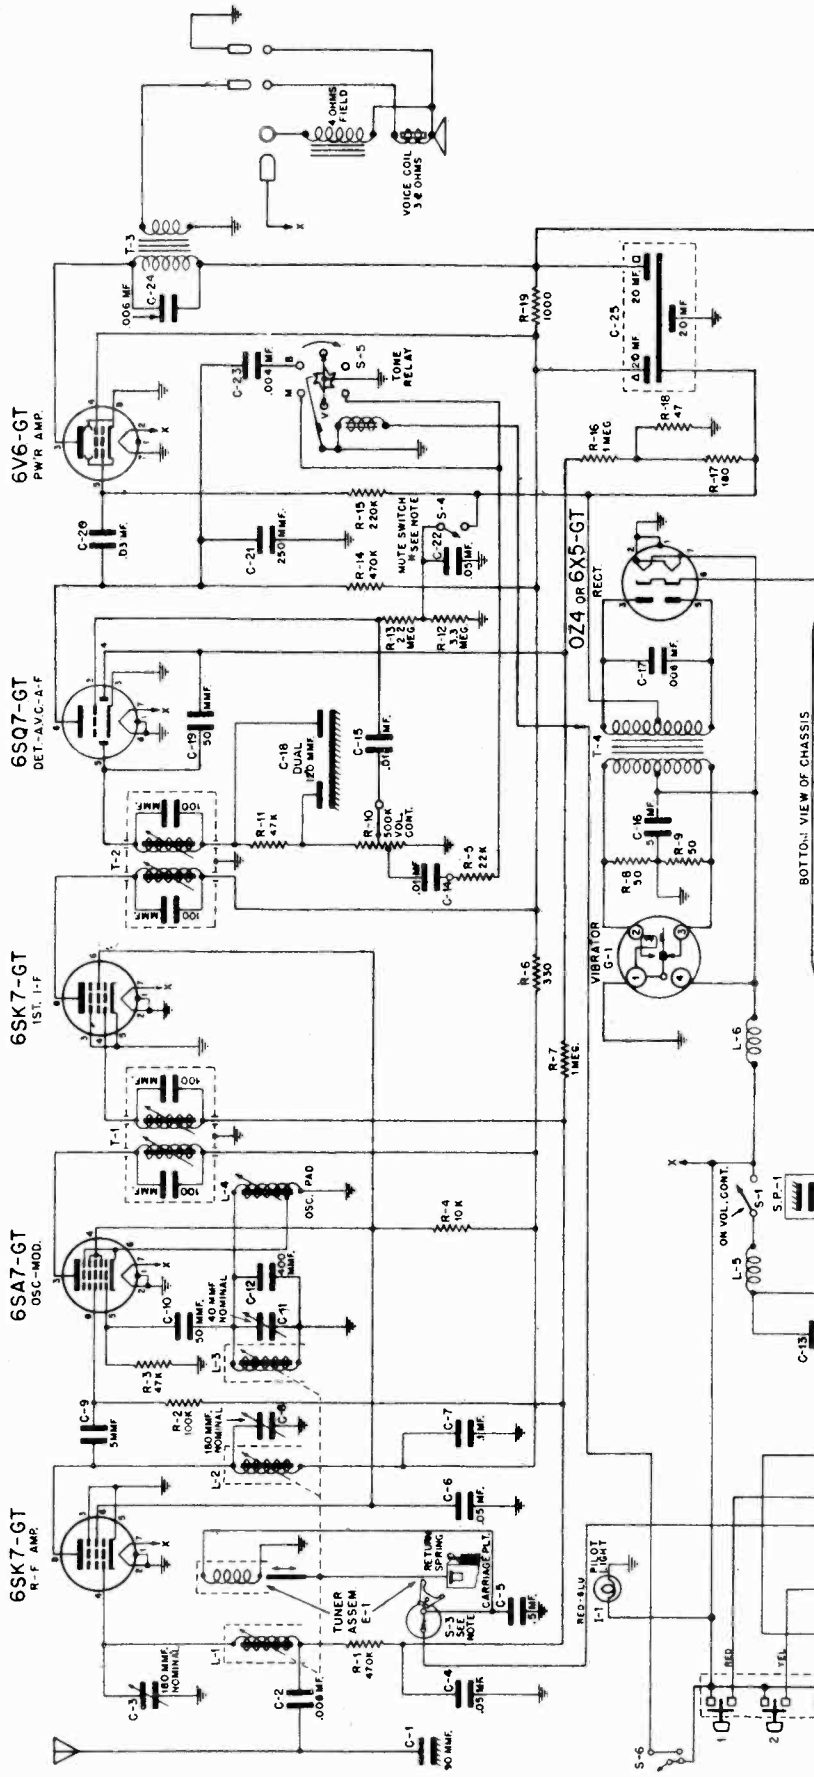 6SK7-GT
R-F AMP.
6SA7-GT
OSC-MOD.
6SK7-GT
1ST. I-F
6SQ7-GT
DET.-A.V.C.-A-F
6V6-GT
PW'R AMP.
C-3
180 MMF.
NOMINAL
C-1
90 MMF.
C-2
.006 MF.
L-1
R-1
470K
C-4
.05 MF.
TUNER
ASSEM
E-1
S-3
SEE
NOTE
RETURN
SPRING
CARRIAGE PLT.
C-5
.5 MF.
C-6
.05 MF.
C-7
.1 MF.
C-9
5 MMF
R-2
100K
180 MMF.
NOMINAL
C-8
L-2
R-3
47K
C-10
50 MMF.
40 MMF
NOMINAL
C-11
C-12
400
MMF.
L-3
L-4
OSC. PAD
R-4
10 K
T-1
100
MMF.
100
MMF.
T-2
100
MMF.
100
MMF.
R-6
330
R-7
1 MEG.
C-19
50
MMF.
R-11
47K
C-18
DUAL
120 MMF.
R-10
500K
VOL.
CONT.
C-15
.01
MF.
.01 MF
C-14
R-5
22K
R-13
2.2
MEG
R-12
3.3
MEG.
C-20
.03 MF.
C-21
250 MMF.
R-14
470K
R-15
220K
MUTE SWITCH
*SEE NOTE
C-22
.05 MF.
S-4
C-23
.004 MF.
M
B
V
S-5
TONE
RELAY
.006 MF
C-24
T-3
4 OHMS
FIELD
VOICE COIL
3.2 OHMS
R-19
1000
C-25
20 MF.
20 MF.
20 MF.
R-16
1 MEG
R-18
47
R-17
180
OZ4 OR 6X5-GT
RECT.
C-17
.006 MF.
T-4
C-16
.5
MF
R-8
50
R-9
50
VIBRATOR
G-1
1
2
3
4
L-6
X
ON VOL. CONT.
S-1
S.P.-1
L-5
C-13
BOTTOM VIEW OF CHASSIS
RED-BLU
PILOT
LIGHT
I-1
S-6
RED
YEL
1
2